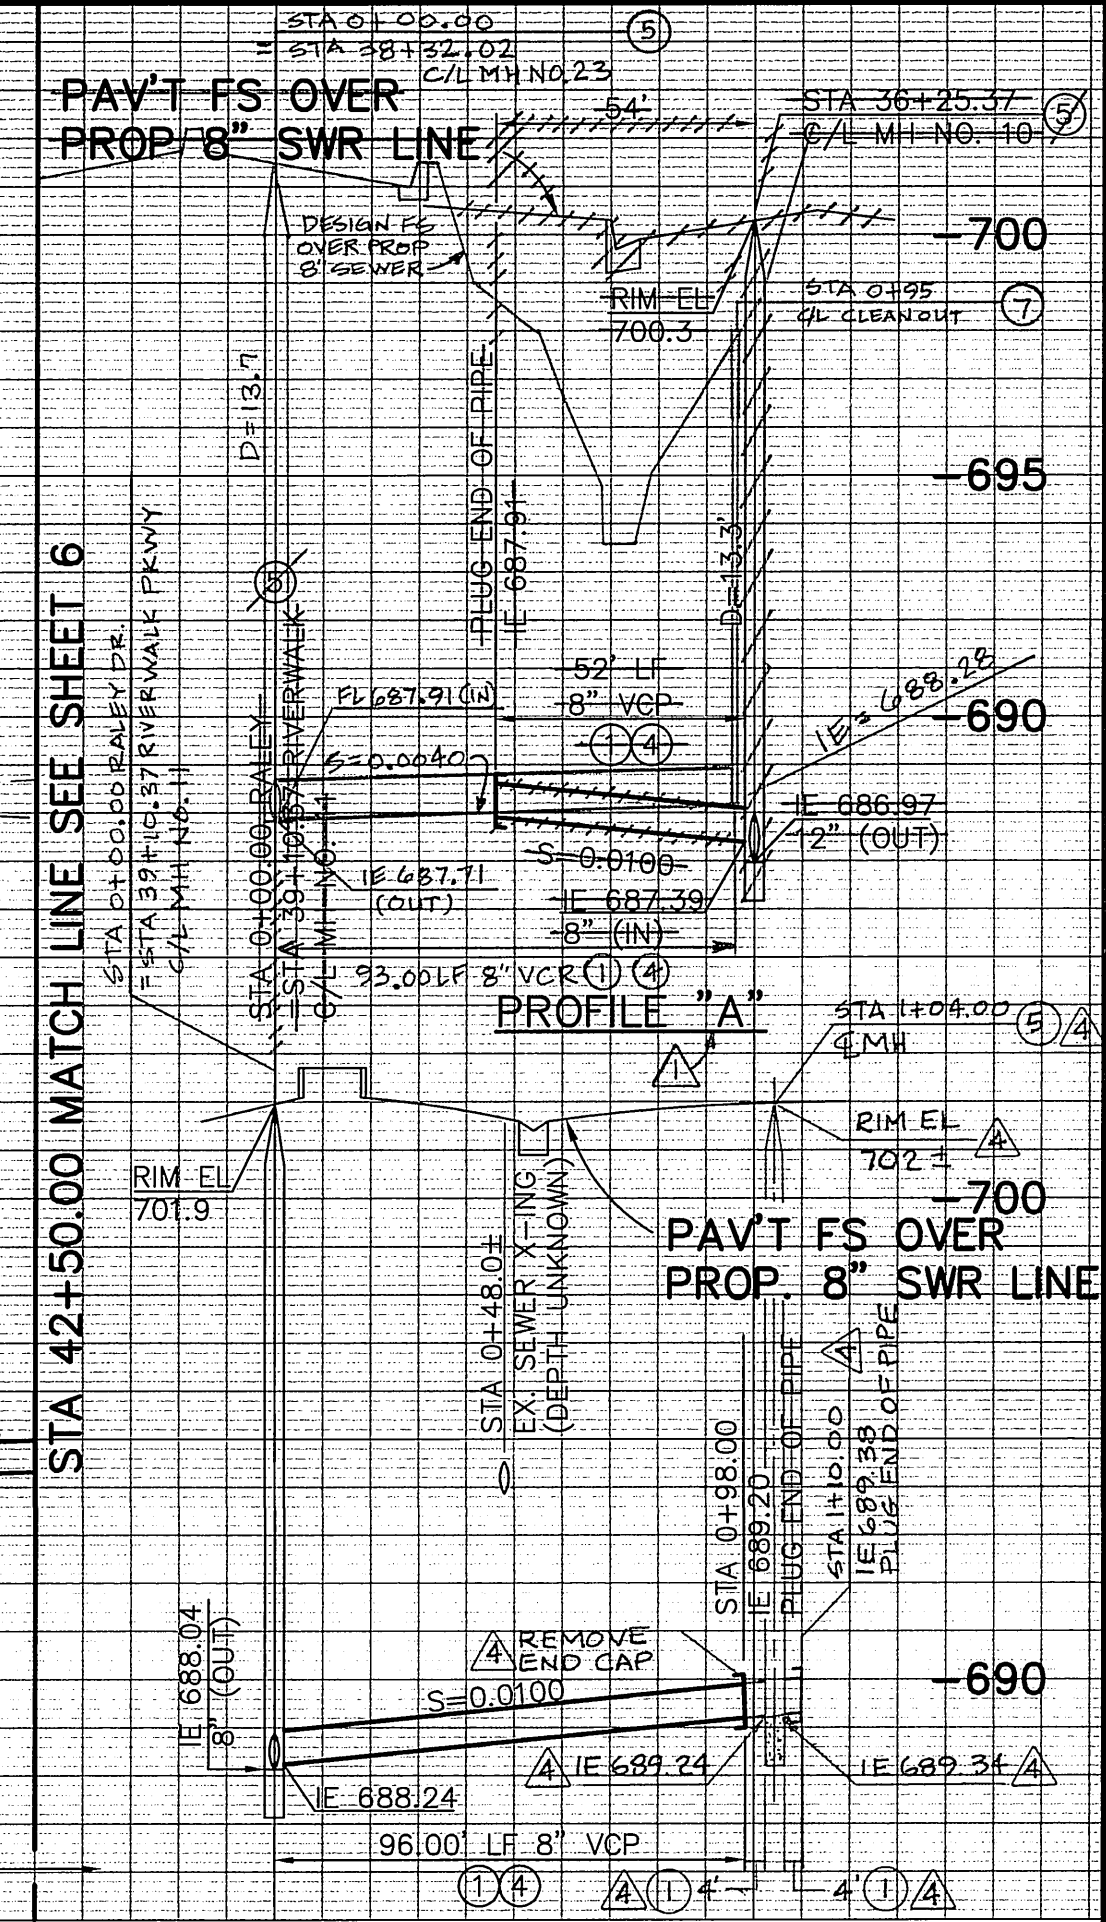 STA 0+00.00
= STA 38+32.02
C/L MH NO.23
5
PAV'T FS OVER
PROP 8" SWR LINE
54'
STA 36+25.37
C/L MH NO. 10
5
DESIGN FS
OVER PROP
8" SEWER
-700
RIM EL
700.3
STA 0+95
C/L CLEANOUT
7
D=13.7
PLUG END OF PIPE
IE 687.91
-695
D=13.3'
STA 42+50.00 MATCH LINE SEE SHEET 6
STA 0+00.00 RALEY DR.
= STA 39+10.37 RIVERWALK PKWY
C/L MH NO.11
5
STA 0+00.00 RALEY=
=STA 39+10.37 RIVERWALK
C/L MH NO. 11
FL 687.91 (IN)
52' LF
8" VCP
1 4
IE = 688.28
-690
S=0.0040
IE 686.97
12" (OUT)
S=0.0100
IE 687.71
(OUT)
IE 687.39
8" (IN)
93.00 LF 8" VCP 1 4
PROFILE "A"
1
STA 1+04.00
℄ MH
5 4
RIM EL
702 ±
4
RIM EL
701.9
-700
PAV'T FS OVER
PROP. 8" SWR LINE
STA 0+48.0±
EX. SEWER X-ING
(DEPTH UNKNOWN)
STA 0+98.00
IE 689.20
PLUG END OF PIPE
4
STA 1+10.00
IE 689.38
PLUG END OF PIPE
IE 688.04
8" (OUT)
4 REMOVE
END CAP
S=0.0100
-690
4 IE 689.24
IE 689.34 4
IE 688.24
96.00' LF 8" VCP
1 4
4 1 4'
4' 1 4